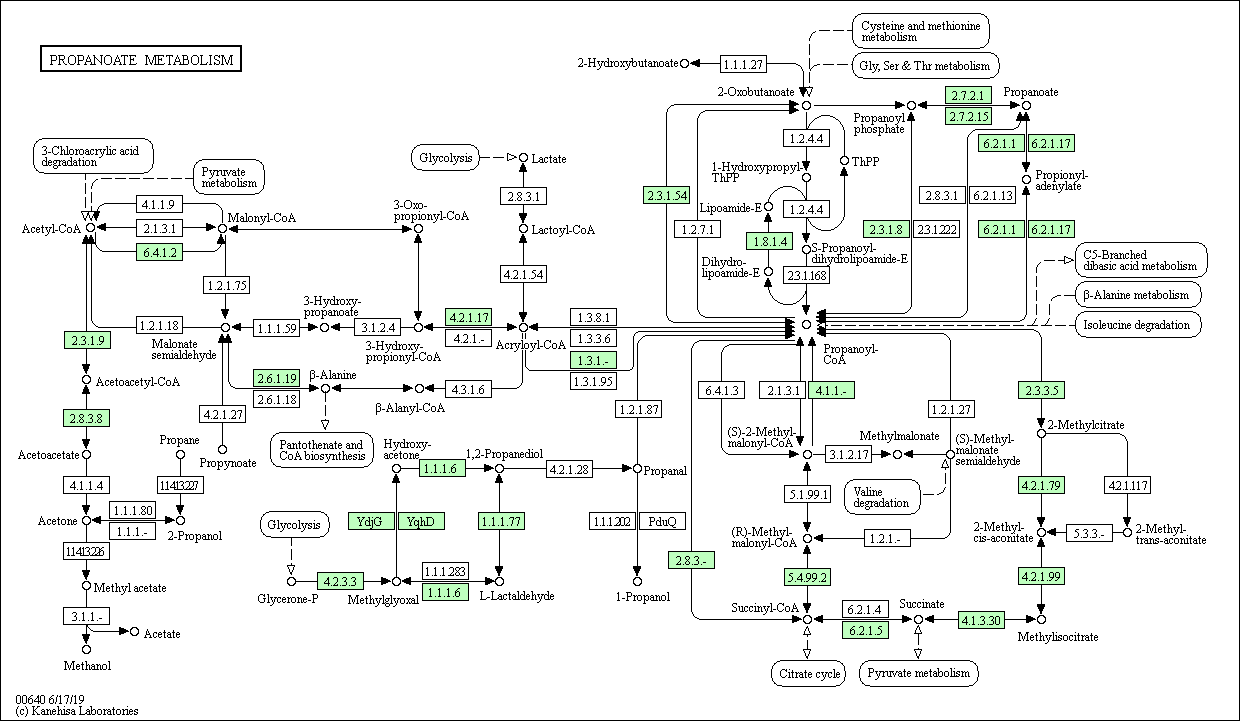 PROPANOATE METABOLISM
Cysteine and methionine
metabolism
Gly, Ser & Thr metabolism
2-Hydroxybutanoate
1.1.1.27
2-Oxobutanoate
2.7.2.1
2.7.2.15
Propanoate
Propanoyl
phosphate
1.2.4.4
6.2.1.1
6.2.1.17
ThPP
1-Hydroxypropyl-
ThPP
Propionyl-
adenylate
2.3.1.54
2.8.3.1
6.2.1.13
Lipoamide-E
1.2.4.4
1.2.7.1
1.8.1.4
2.3.1.8
2.3.1.222
6.2.1.1
6.2.1.17
S-Propanoyl-
dihydrolipoamide-E
Dihydro-
lipoamide-E
2.3.1.168
C5-Branched
dibasic acid metabolism
β-Alanine metabolism
Isoleucine degradation
3-Chloroacrylic acid
degradation
Pyruvate
metabolism
Glycolysis
Lactate
4.1.1.9
2.8.3.1
Acetyl-CoA
2.1.3.1
Malonyl-CoA
3-Oxo-
propionyl-CoA
Lactoyl-CoA
6.4.1.2
4.2.1.54
1.2.1.75
3-Hydroxy-
propanoate
1.2.1.18
1.1.1.59
3.1.2.4
4.2.1.17
4.2.1.-
1.3.8.1
1.3.3.6
1.3.1.-
1.3.1.95
Malonate
semialdehyde
3-Hydroxy-
propionyl-CoA
Acryloyl-CoA
Propanoyl-
CoA
2.3.1.9
Acetoacetyl-CoA
2.6.1.19
2.6.1.18
β-Alanine
4.3.1.6
β-Alanyl-CoA
6.4.1.3
2.1.3.1
4.1.1.-
2.3.3.5
1.2.1.87
1.2.1.27
2.8.3.8
4.2.1.27
Pantothenate and
CoA biosynthesis
(S)-2-Methyl-
malonyl-CoA
Methylmalonate
3.1.2.17
(S)-Methyl-
malonate
semialdehyde
2-Methylcitrate
Acetoacetate
Propane
Propynoate
Hydroxy-
acetone
1.1.1.6
1,2-Propanediol
4.2.1.28
Propanal
4.1.1.4
1.14.13.227
5.1.99.1
Valine
degradation
4.2.1.79
4.2.1.117
Acetone
1.1.1.80
1.1.1.-
2-Propanol
Glycolysis
YdjG
YqhD
1.1.1.77
1.1.1.202
PduQ
(R)-Methyl-
malonyl-CoA
1.2.1.-
2-Methyl-
cis-aconitate
5.3.3.-
2-Methyl-
trans-aconitate
1.14.13.226
2.8.3.-
5.4.99.2
4.2.1.99
Methyl acetate
Glycerone-P
4.2.3.3
Methylglyoxal
1.1.1.283
1.1.1.6
L-Lactaldehyde
1-Propanol
3.1.1.-
Acetate
Methanol
Succinyl-CoA
6.2.1.4
6.2.1.5
Succinate
4.1.3.30
Methylisocitrate
Citrate cycle
Pyruvate metabolism
00640 6/17/19
(c) Kanehisa Laboratories